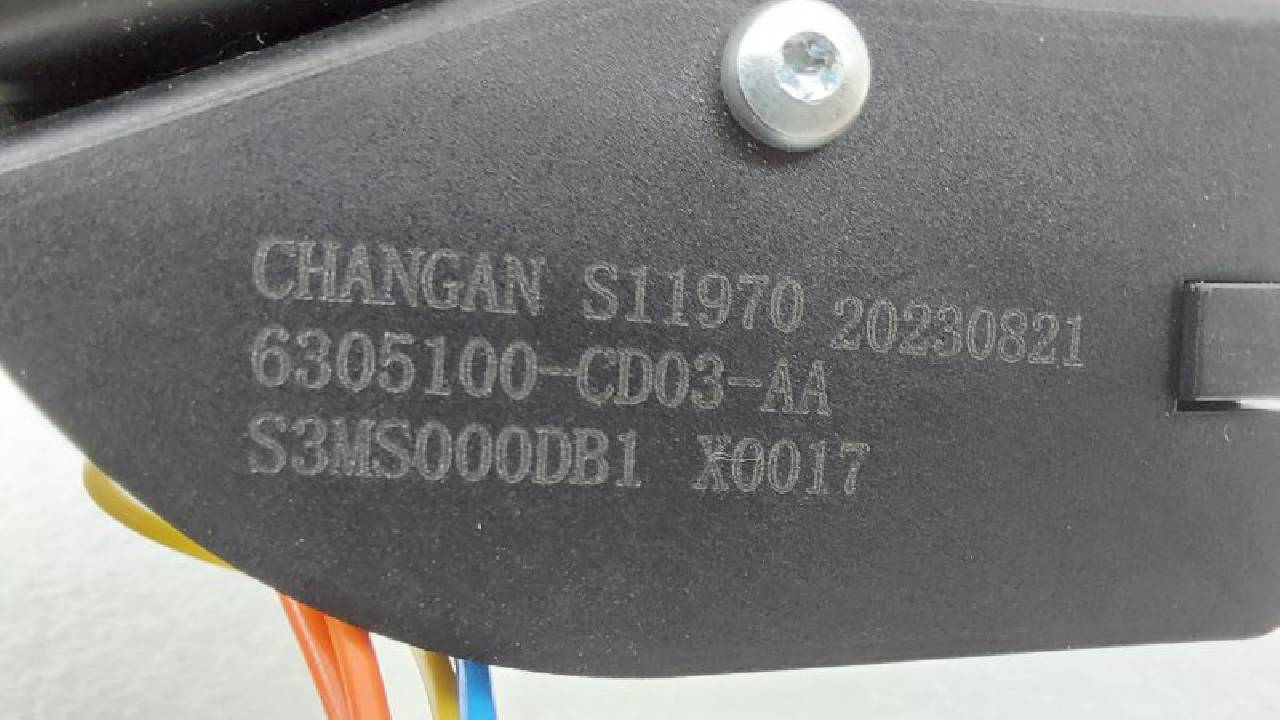 CHANGAN S11970 20230821
6305100-CD03-AA
S3MS000DB1 X0017